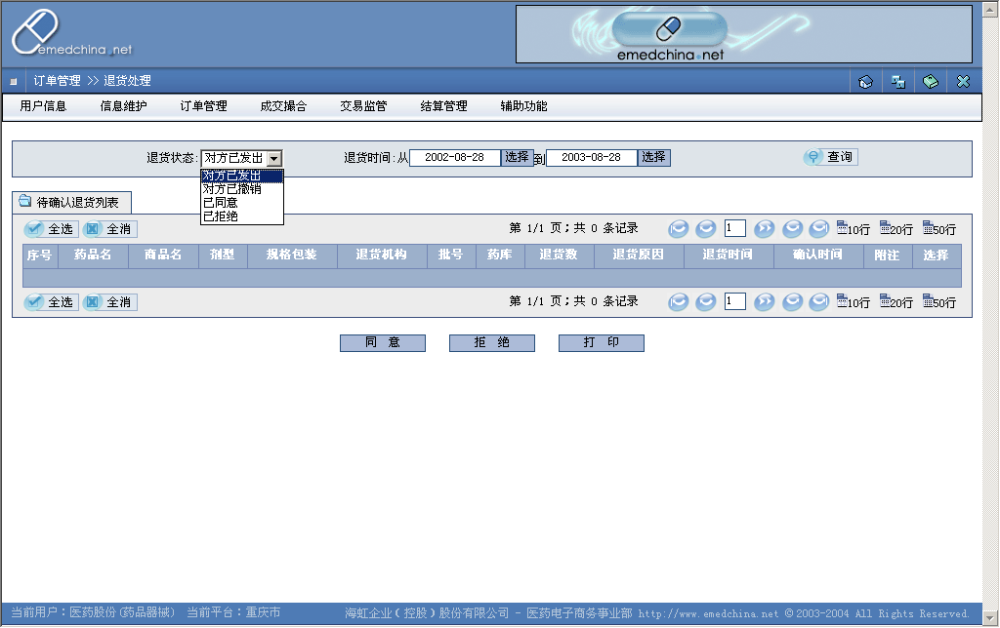 emedchina.net
emedchina.net
订单管理 >> 退货处理
用户信息 信息维护 订单管理 成交撮合 交易监管 结算管理 辅助功能
退货状态: 对方已发出 退货时间:从 2002-08-28 选择 到 2003-08-28 选择 查询
对方已发出
对方已撤销
已同意
已拒绝
待确认退货列表
全选 全消 第 1/1 页;共 0 条记录 1 10行 20行 50行
序号 药品名 商品名 剂型 规格包装 退货机构 批号 药库 退货数 退货原因 退货时间 确认时间 附注 选择
全选 全消 第 1/1 页;共 0 条记录 1 10行 20行 50行
同 意 拒 绝 打 印
当前用户：医药股份(药品器械) 当前平台：重庆市 海虹企业(控股)股份有限公司 - 医药电子商务事业部 http://www.emedchina.net ©2003-2004 All Rights Reserved.